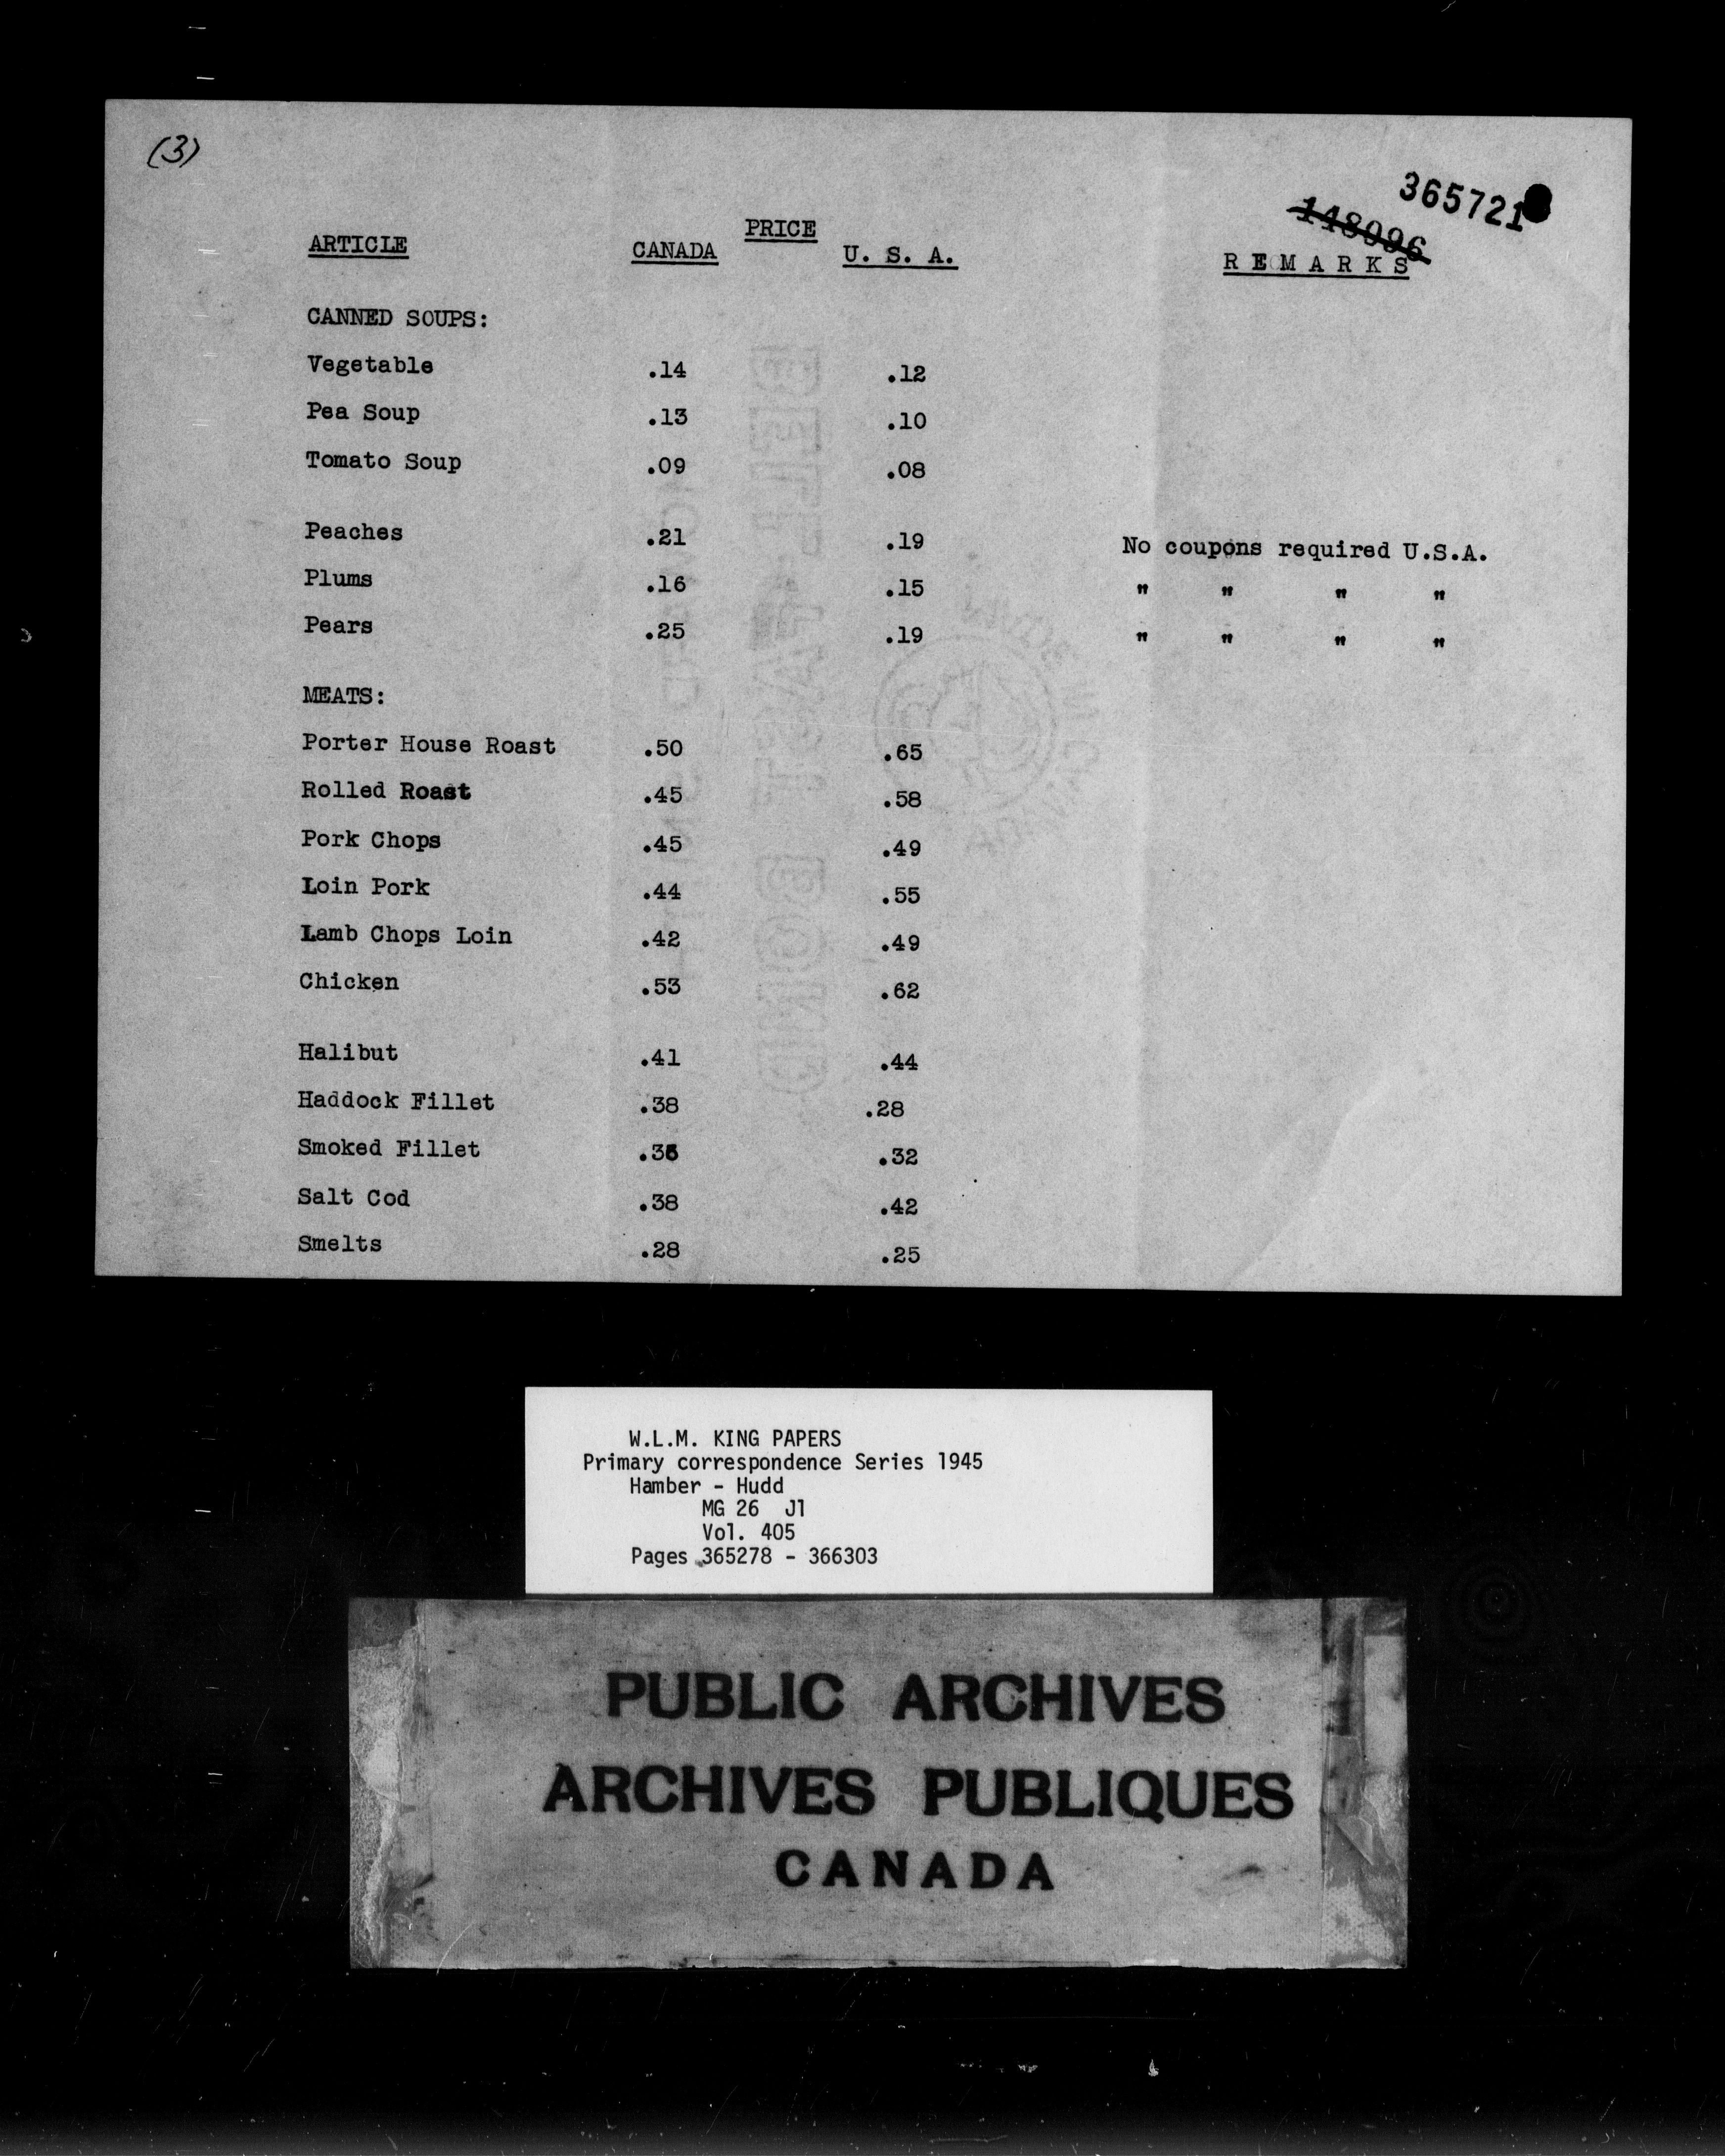 (3)
365721
148096
PRICE
ARTICLE CANADA U. S. A. REMARKS
CANNED SOUPS:
Vegetable .14 .12
Pea Soup .13 .10
Tomato Soup .09 .08
Peaches .21 .19 No coupons required U.S.A.
Plums .16 .15 " " " "
Pears .25 .19 " " " "
MEATS:
Porter House Roast .50 .65
Rolled Roast .45 .58
Pork Chops .45 .49
Loin Pork .44 .55
Lamb Chops Loin .42 .49
Chicken .53 .62
Halibut .41 .44
Haddock Fillet .38 .28
Smoked Fillet .32
Salt Cod .38 .42
Smelts .28 .25
W.L.M. KING PAPERS
Primary correspondence Series 1945
Hamber - Hudd
MG 26 J1
Vol. 405
Pages 365278 - 366303
PUBLIC ARCHIVES
ARCHIVES PUBLIQUES
CANADA